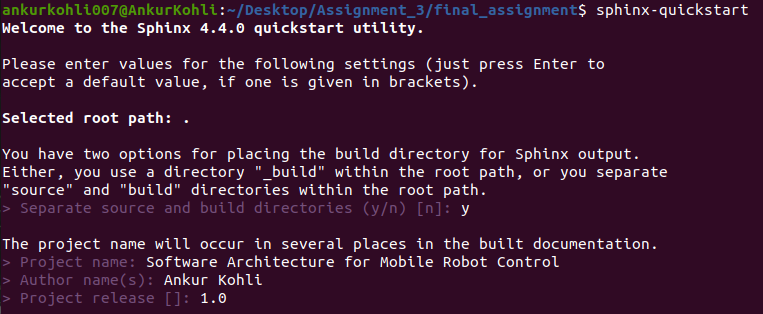 ankurkohli007@AnkurKohli:~/Desktop/Assignment_3/final_assignment$ sphinx-quickstart
Welcome to the Sphinx 4.4.0 quickstart utility.
Please enter values for the following settings (just press Enter to
accept a default value, if one is given in brackets).
Selected root path: .
You have two options for placing the build directory for Sphinx output.
Either, you use a directory "_build" within the root path, or you separate
"source" and "build" directories within the root path.
> Separate source and build directories (y/n) [n]: y
The project name will occur in several places in the built documentation.
> Project name: Software Architecture for Mobile Robot Control
> Author name(s): Ankur Kohli
> Project release []: 1.0